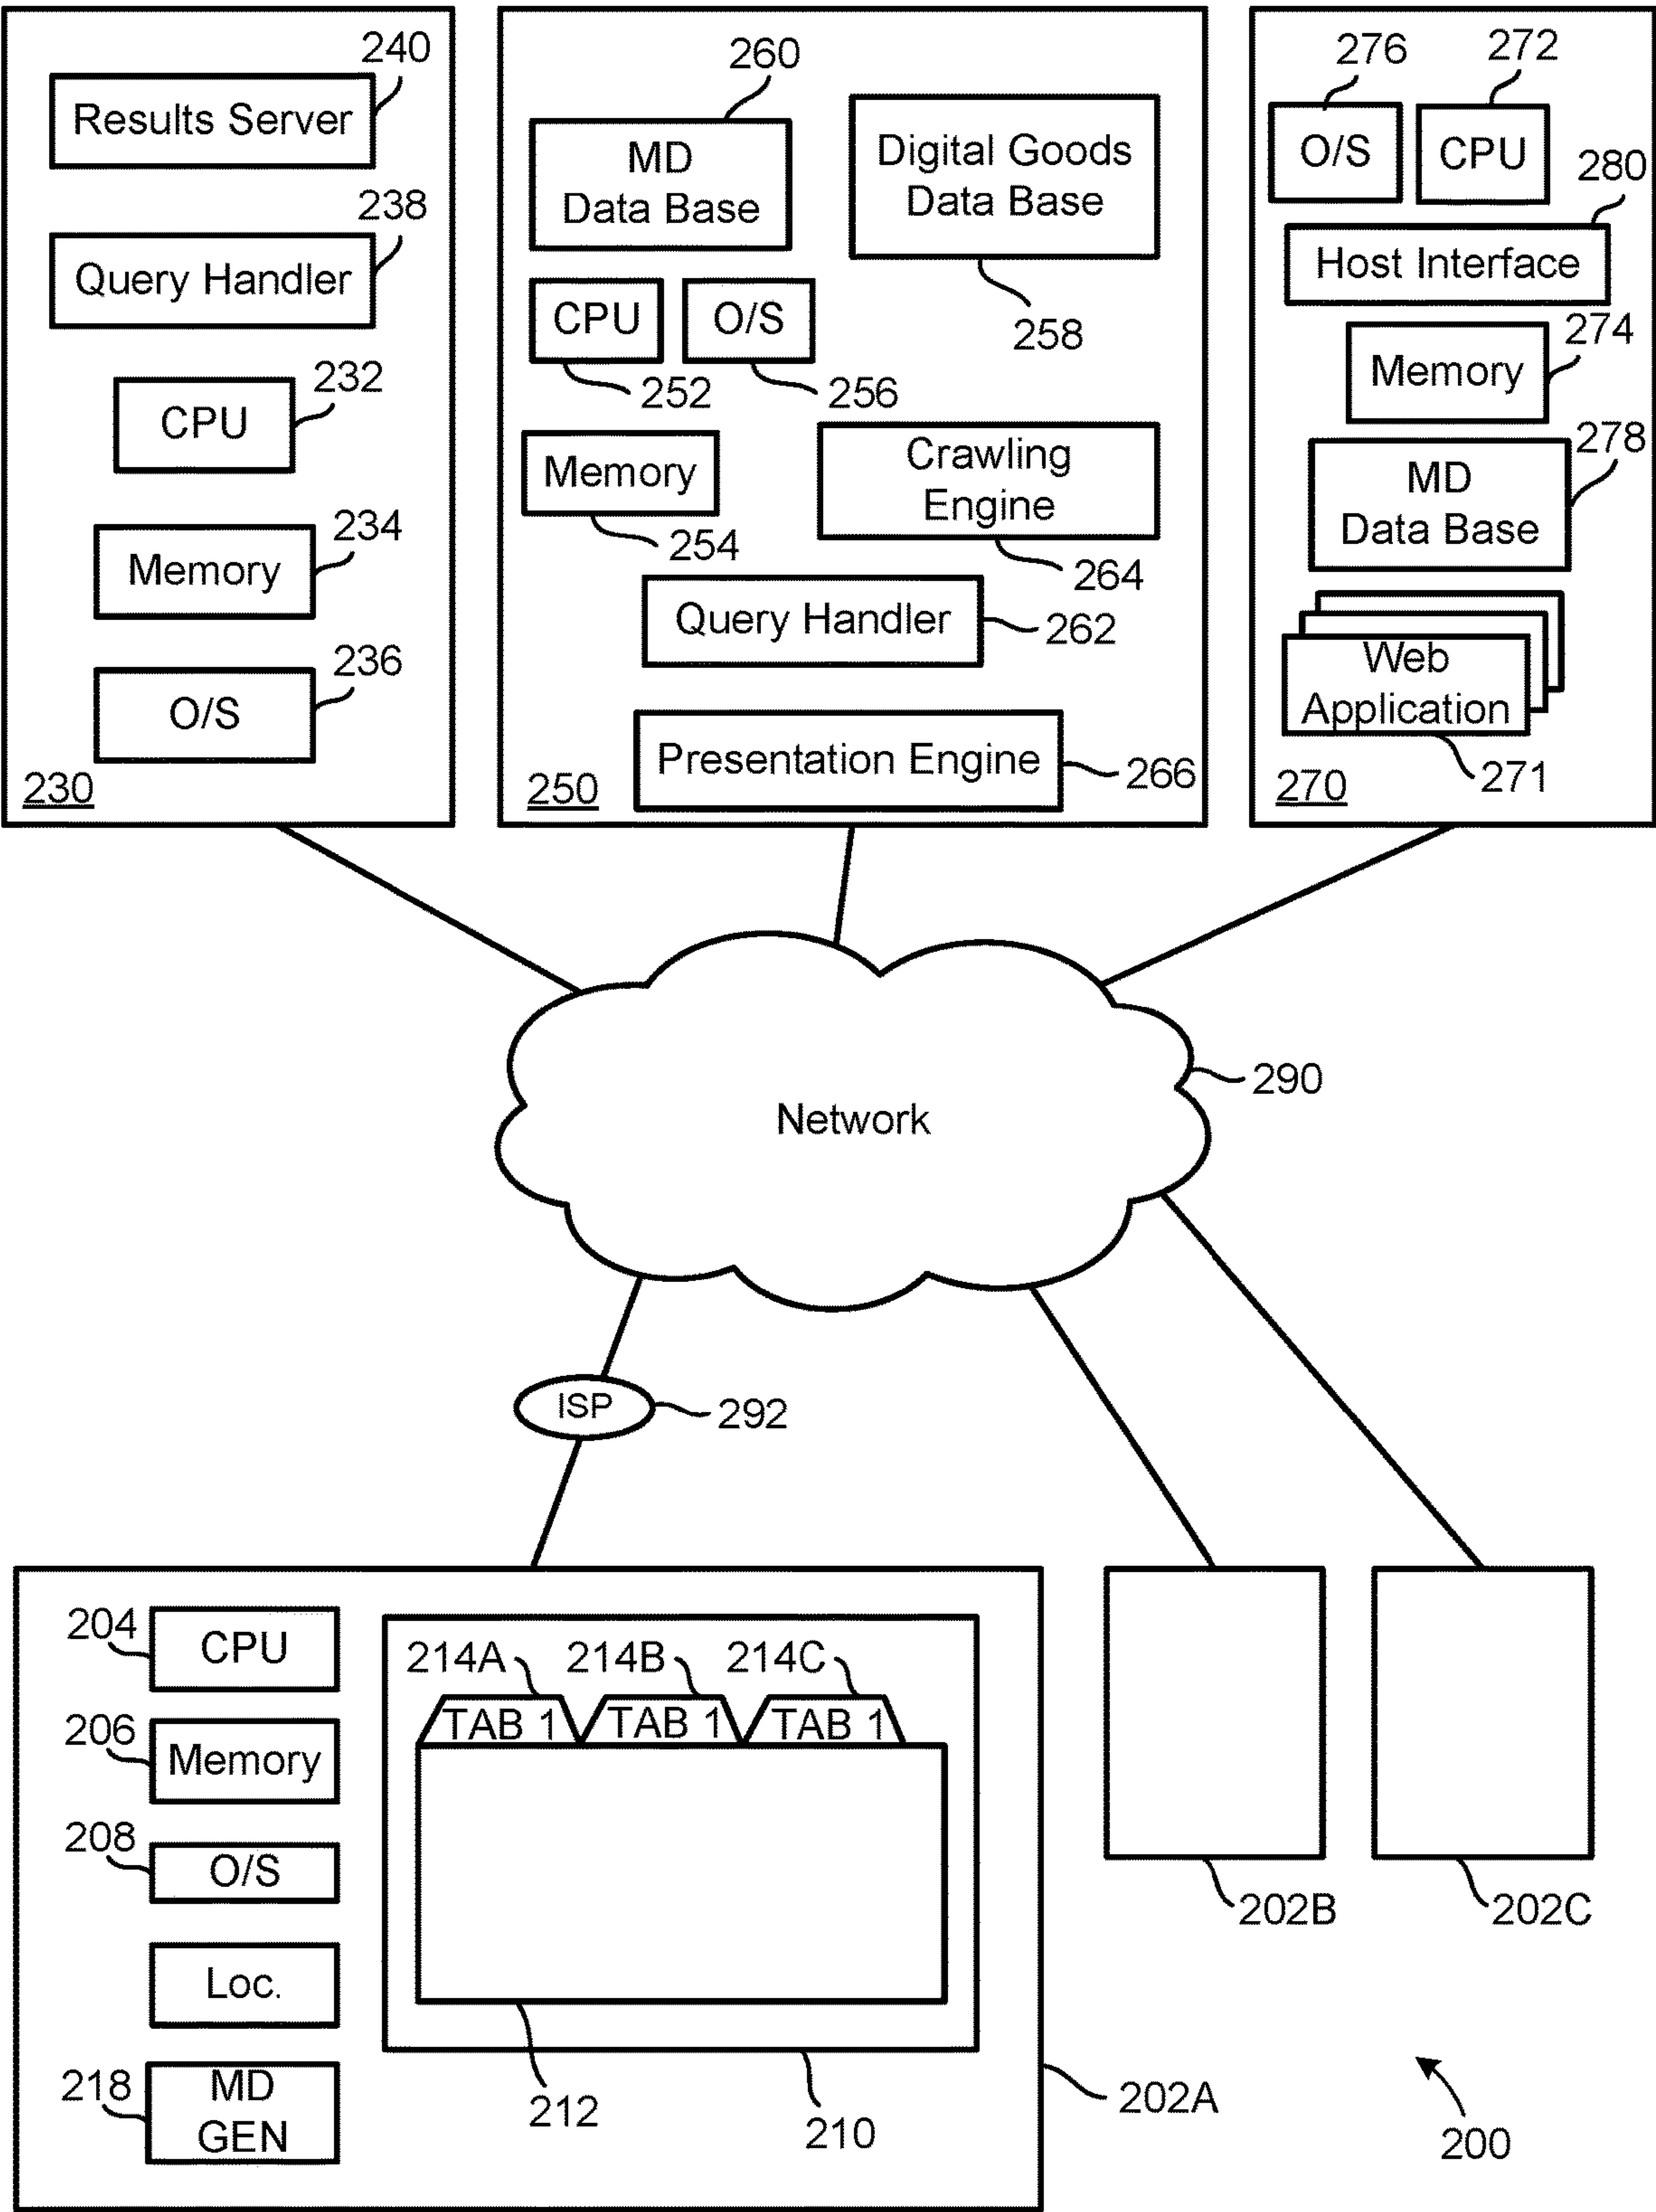 240
Results Server
238
Query Handler
232
CPU
234
Memory
236
O/S
230
260
MD
Data Base
Digital Goods
Data Base
258
CPU
O/S
252
256
Memory
254
Crawling
Engine
264
Query Handler
262
Presentation Engine
266
250
276
272
O/S
CPU
280
Host Interface
274
Memory
278
MD
Data Base
Web
Application
271
270
Network
290
ISP
292
204
CPU
206
Memory
208
O/S
Loc.
218
MD
GEN
214A
214B
214C
TAB 1
TAB 1
TAB 1
212
210
202A
202B
202C
200